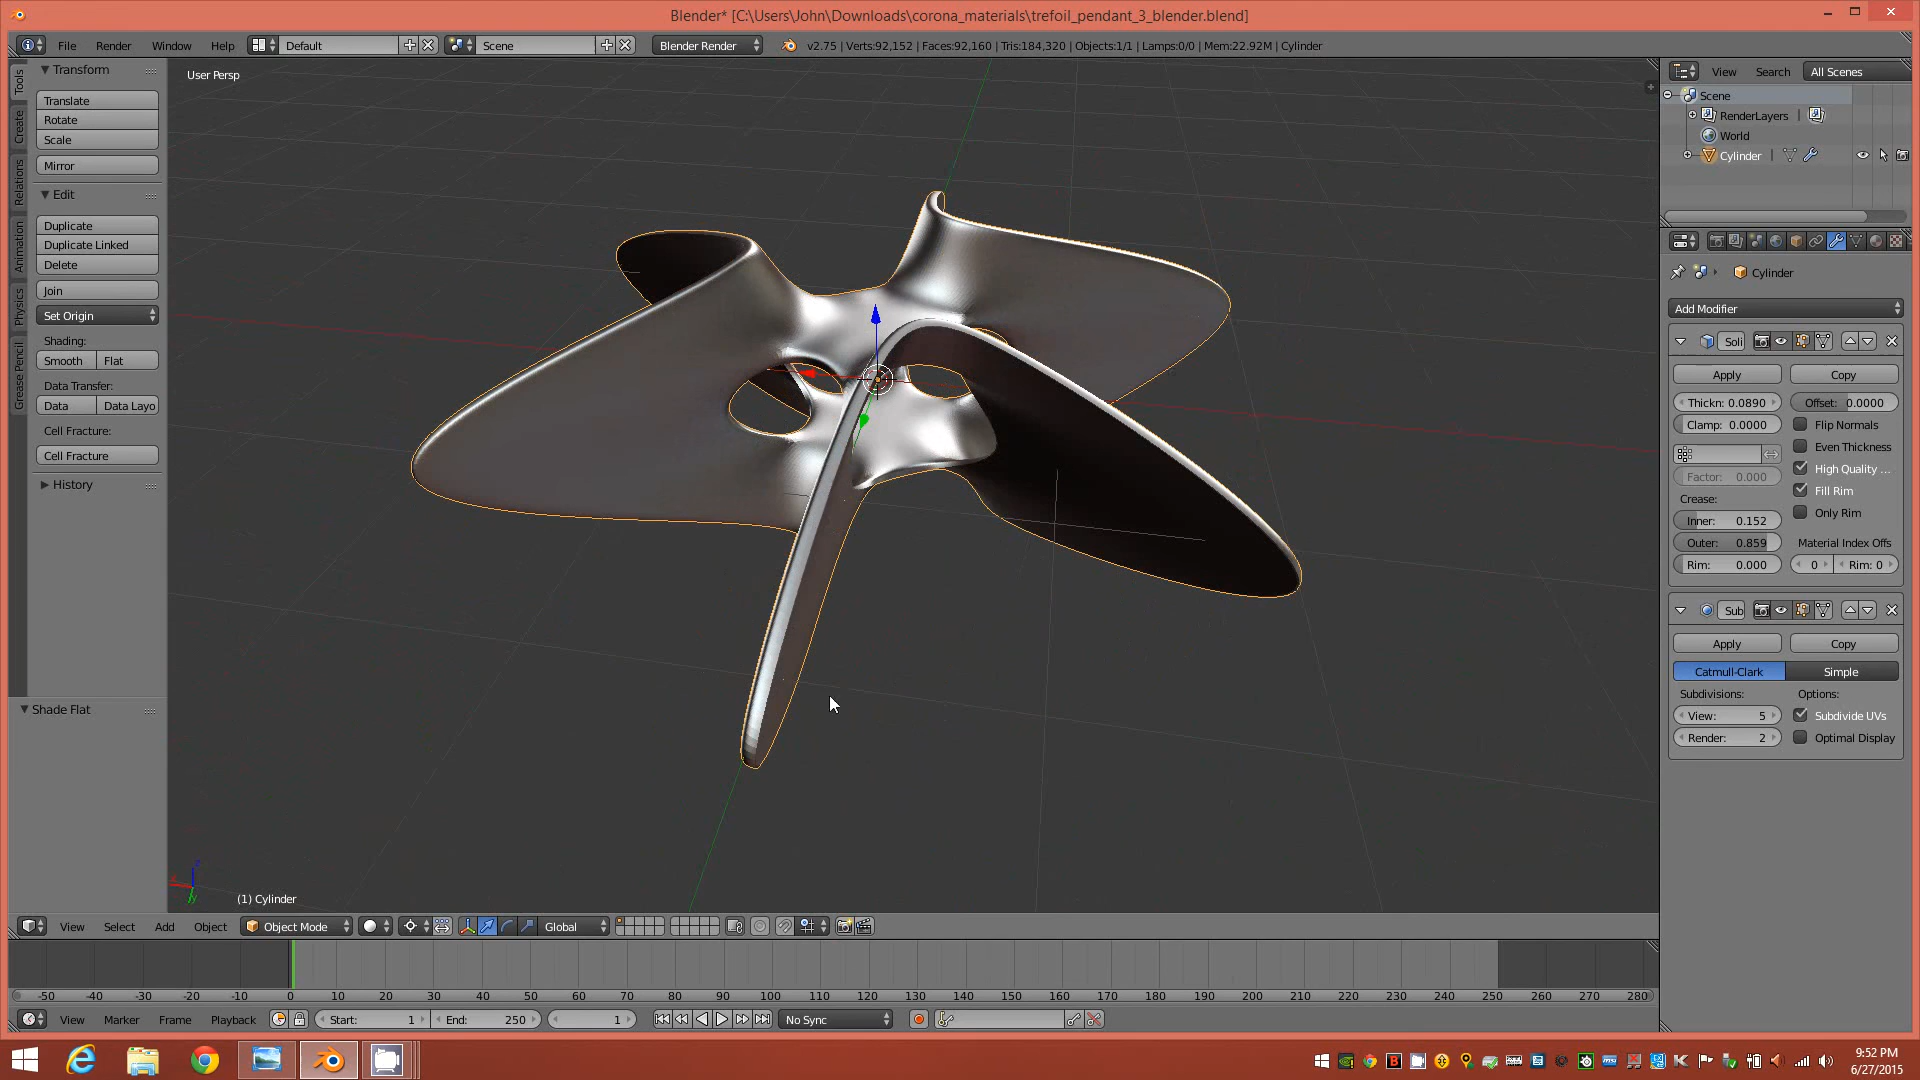 Blender* [C:\Users\John\Downloads\corona_materials\trefoil_pendant_3_blender.blend]
File Render Window Help Default Scene Blender Render v2.75 | Verts:92,152 | Faces:92,160 | Tris:184,320 | Objects:1/1 | Lamps:0/0 | Mem:22.92M | Cylinder
Tools
Create
Relations
Animation
Physics
Grease Pencil
Transform
Translate
Rotate
Scale
Mirror
Edit
Duplicate
Duplicate Linked
Delete
Join
Set Origin
Shading:
Smooth Flat
Data Transfer:
Data Data Layo
Cell Fracture:
Cell Fracture
History
Shade Flat
User Persp
(1) Cylinder
View Search All Scenes
Scene
RenderLayers |
World
Cylinder |
Cylinder
Add Modifier
Soli
Apply Copy
Thickn: 0.0890 Offset: 0.0000
Clamp: 0.0000 Flip Normals
Even Thickness
High Quality ...
Factor: 0.000 Fill Rim
Crease:
Inner: 0.152 Only Rim
Outer: 0.859 Material Index Offs
Rim: 0.000 0 Rim: 0
Sub
Apply Copy
Catmull-Clark Simple
Subdivisions: Options:
View: 5 Subdivide UVs
Render: 2 Optimal Display
View Select Add Object Object Mode Global
-50 -40 -30 -20 -10 0 10 20 30 40 50 60 70 80 90 100 110 120 130 140 150 160 170 180 190 200 210 220 230 240 250 260 270 280
View Marker Frame Playback Start: 1 End: 250 1 No Sync
9:52 PM
6/27/2015